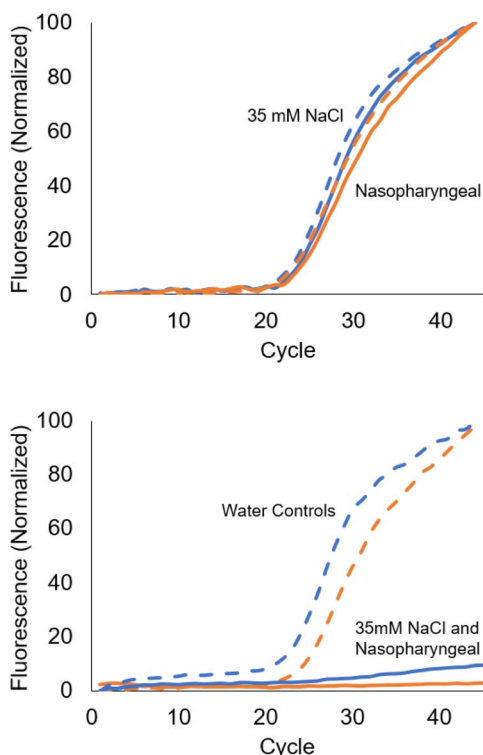 Fluorescence (Normalized)
100
80
60
40
20
0
35 mM NaCl
Nasopharyngeal
0 10 20 30 40
Cycle
Fluorescence (Normalized)
100
80
60
40
20
0
Water Controls
35mM NaCl and
Nasopharyngeal
0 10 20 30 40
Cycle